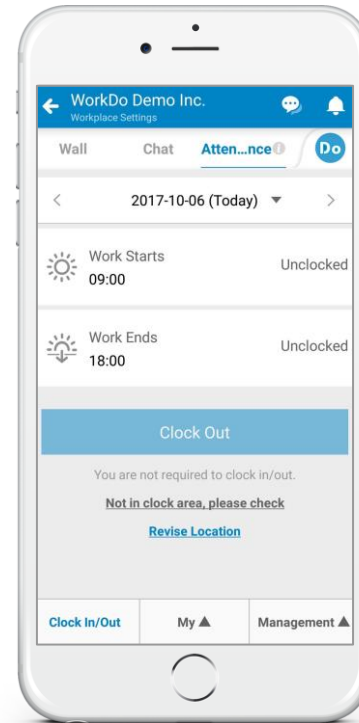 WorkDo Demo Inc.
Workplace Settings
Wall Chat Atten...nce Do
2017-10-06 (Today)
Work Starts
09:00
Unclocked
Work Ends
18:00
Unclocked
Clock Out
You are not required to clock in/out.
Not in clock area, please check
Revise Location
Clock In/Out My ▲ Management ▲